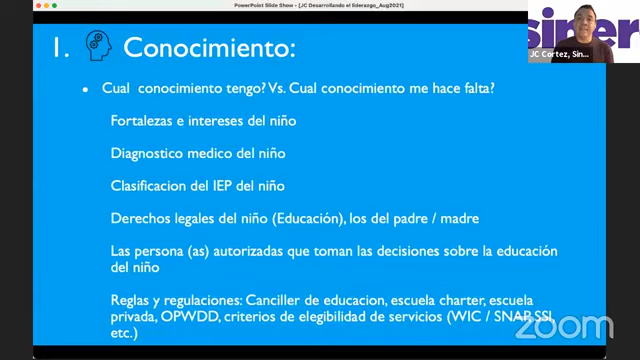 PowerPoint Slide Show - [JC Desarrollando el liderazgo_Aug2021]
1. Conocimiento:
• Cual conocimiento tengo? Vs. Cual conocimiento me hace falta?
Fortalezas e intereses del niño
Diagnostico medico del niño
Clasificacion del IEP del niño
Derechos legales del niño (Educación), los del padre / madre
Las persona (as) autorizadas que toman las decisiones sobre la educación
del niño
Reglas y regulaciones: Canciller de educacion, escuela charter, escuela
privada, OPWDD, criterios de elegibilidad de servicios (WIC / SNAP, SSI,
etc.)
JC Cortez, Sin...
zoom